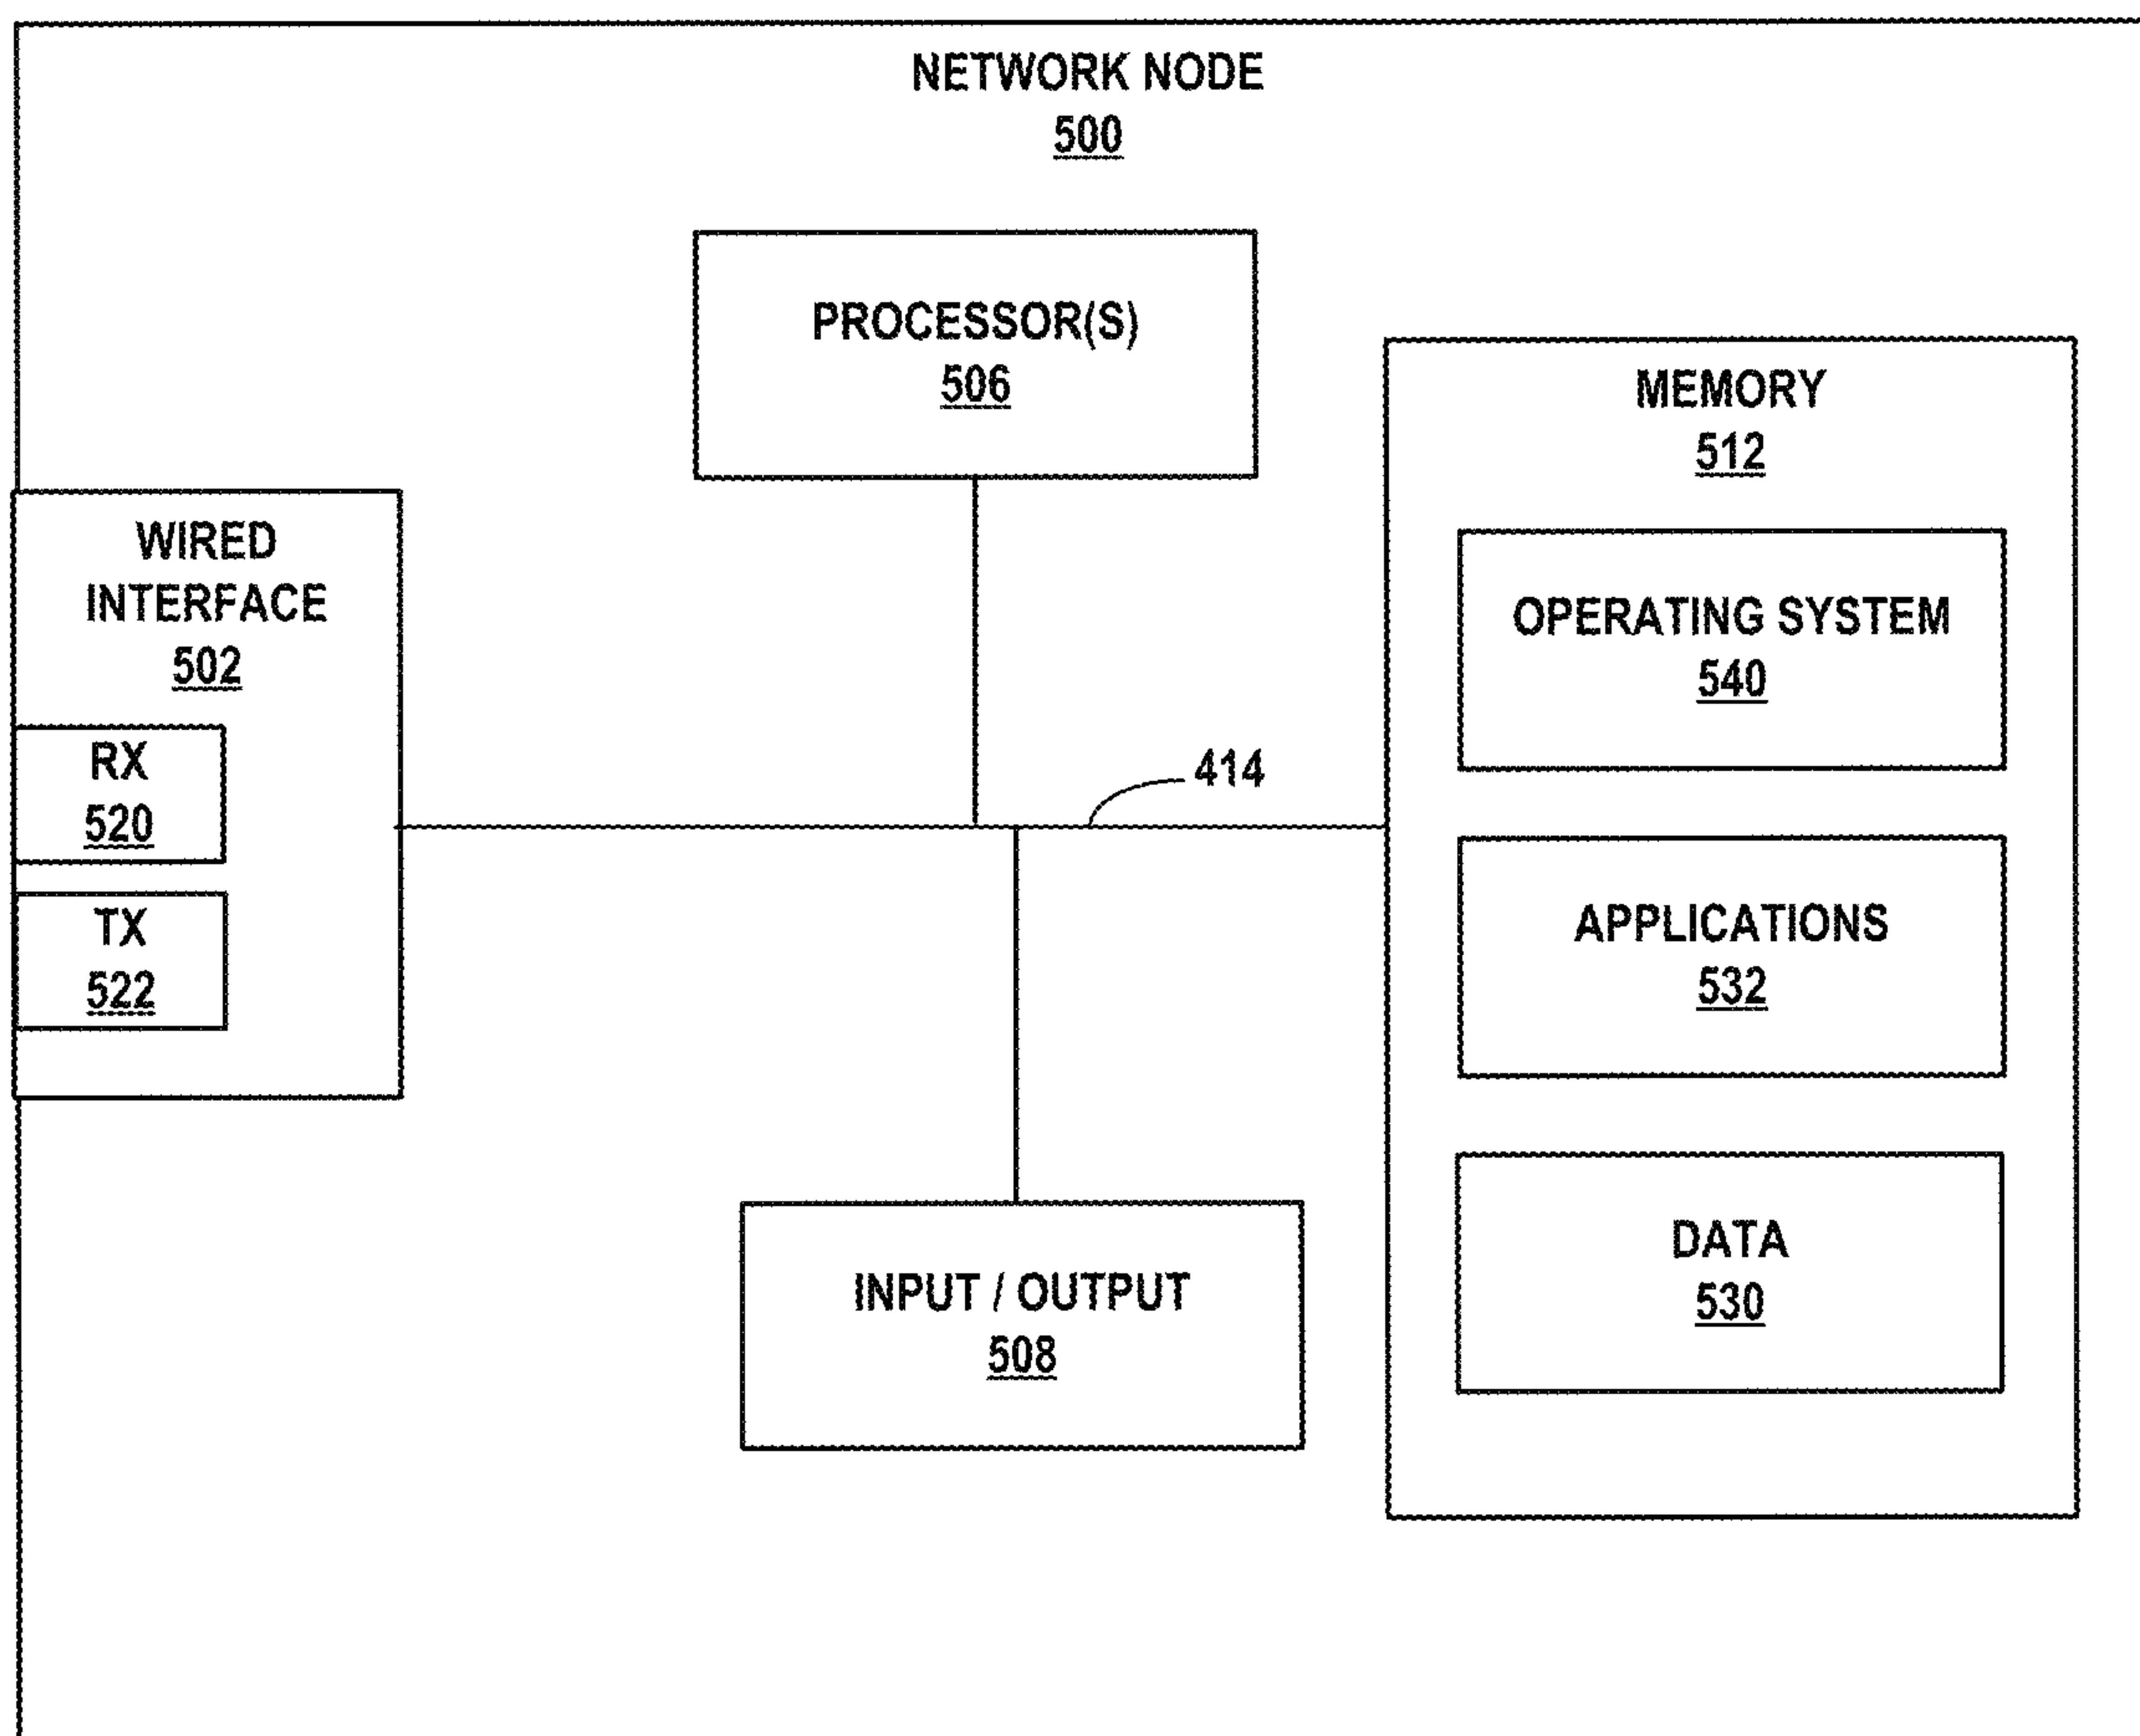 NETWORK NODE
500
PROCESSOR(S)
506
MEMORY
512
WIRED
INTERFACE
502
OPERATING SYSTEM
540
RX
520
414
TX
522
APPLICATIONS
532
DATA
530
INPUT / OUTPUT
508